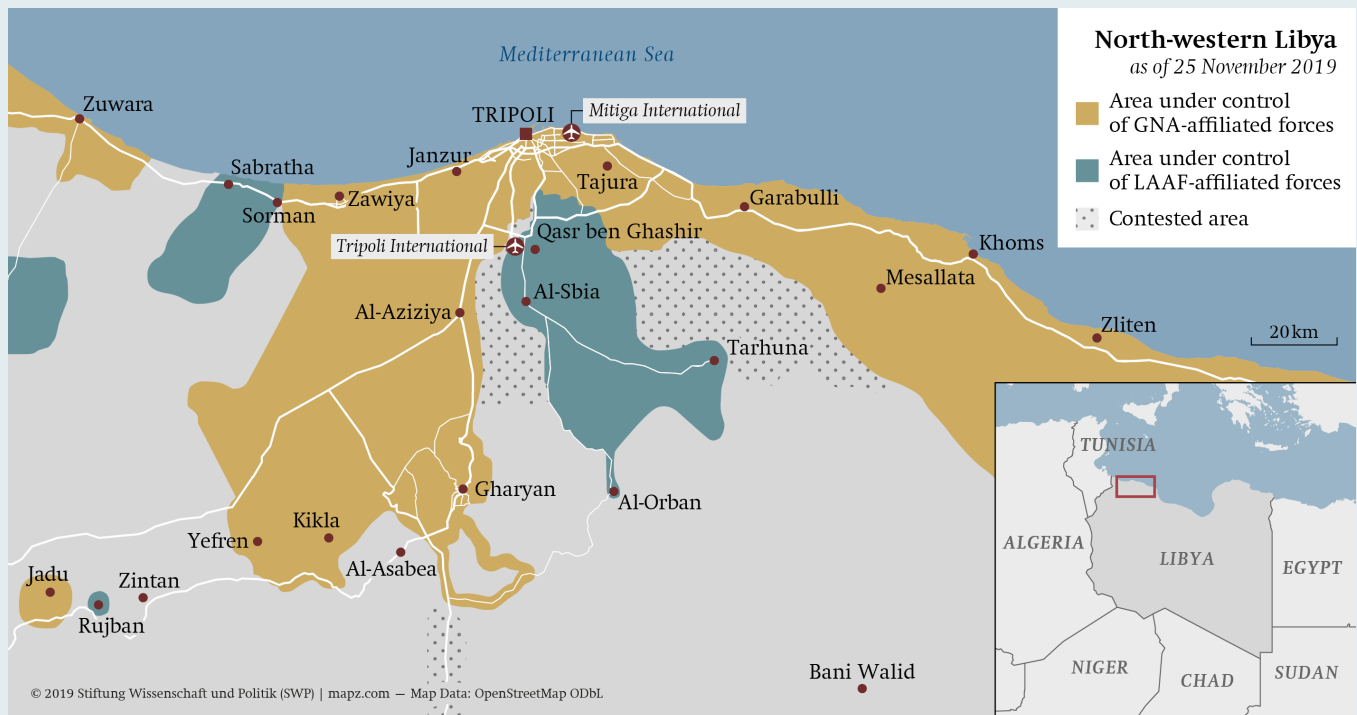 North-western Libya
as of 25 November 2019
Area under control
of GNA-affiliated forces
Area under control
of LAAF-affiliated forces
Contested area
Mediterranean Sea
Zuwara
TRIPOLI
Mitiga International
Janzur
Sabratha
Tajura
Zawiya
Sorman
Garabulli
Tripoli International
Qasr ben Ghashir
Khoms
Mesallata
Al-Sbia
Al-Aziziya
Zliten
20 km
Tarhuna
Gharyan
Al-Orban
Kikla
Yefren
Al-Asabea
Jadu
Zintan
Rujban
Bani Walid
TUNISIA
ALGERIA
LIBYA
EGYPT
NIGER
CHAD
SUDAN
© 2019 Stiftung Wissenschaft und Politik (SWP) | mapz.com — Map Data: OpenStreetMap ODbL